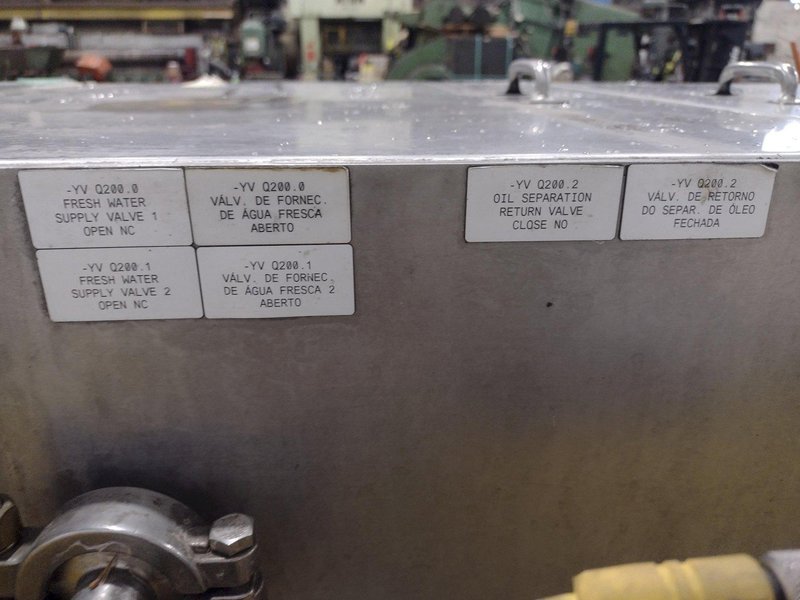 -YV Q200.0
FRESH WATER
SUPPLY VALVE 1
OPEN NC
-YV Q200.0
VÁLV. DE FORNEC.
DE ÁGUA FRESCA
ABERTO
-YV Q200.2
OIL SEPARATION
RETURN VALVE
CLOSE NO
-YV Q200.2
VÁLV. DE RETORNO
DO SEPAR. DE ÓLEO
FECHADA
-YV Q200.1
FRESH WATER
SUPPLY VALVE 2
OPEN NC
-YV Q200.1
VÁLV. DE FORNEC.
DE ÁGUA FRESCA 2
ABERTO